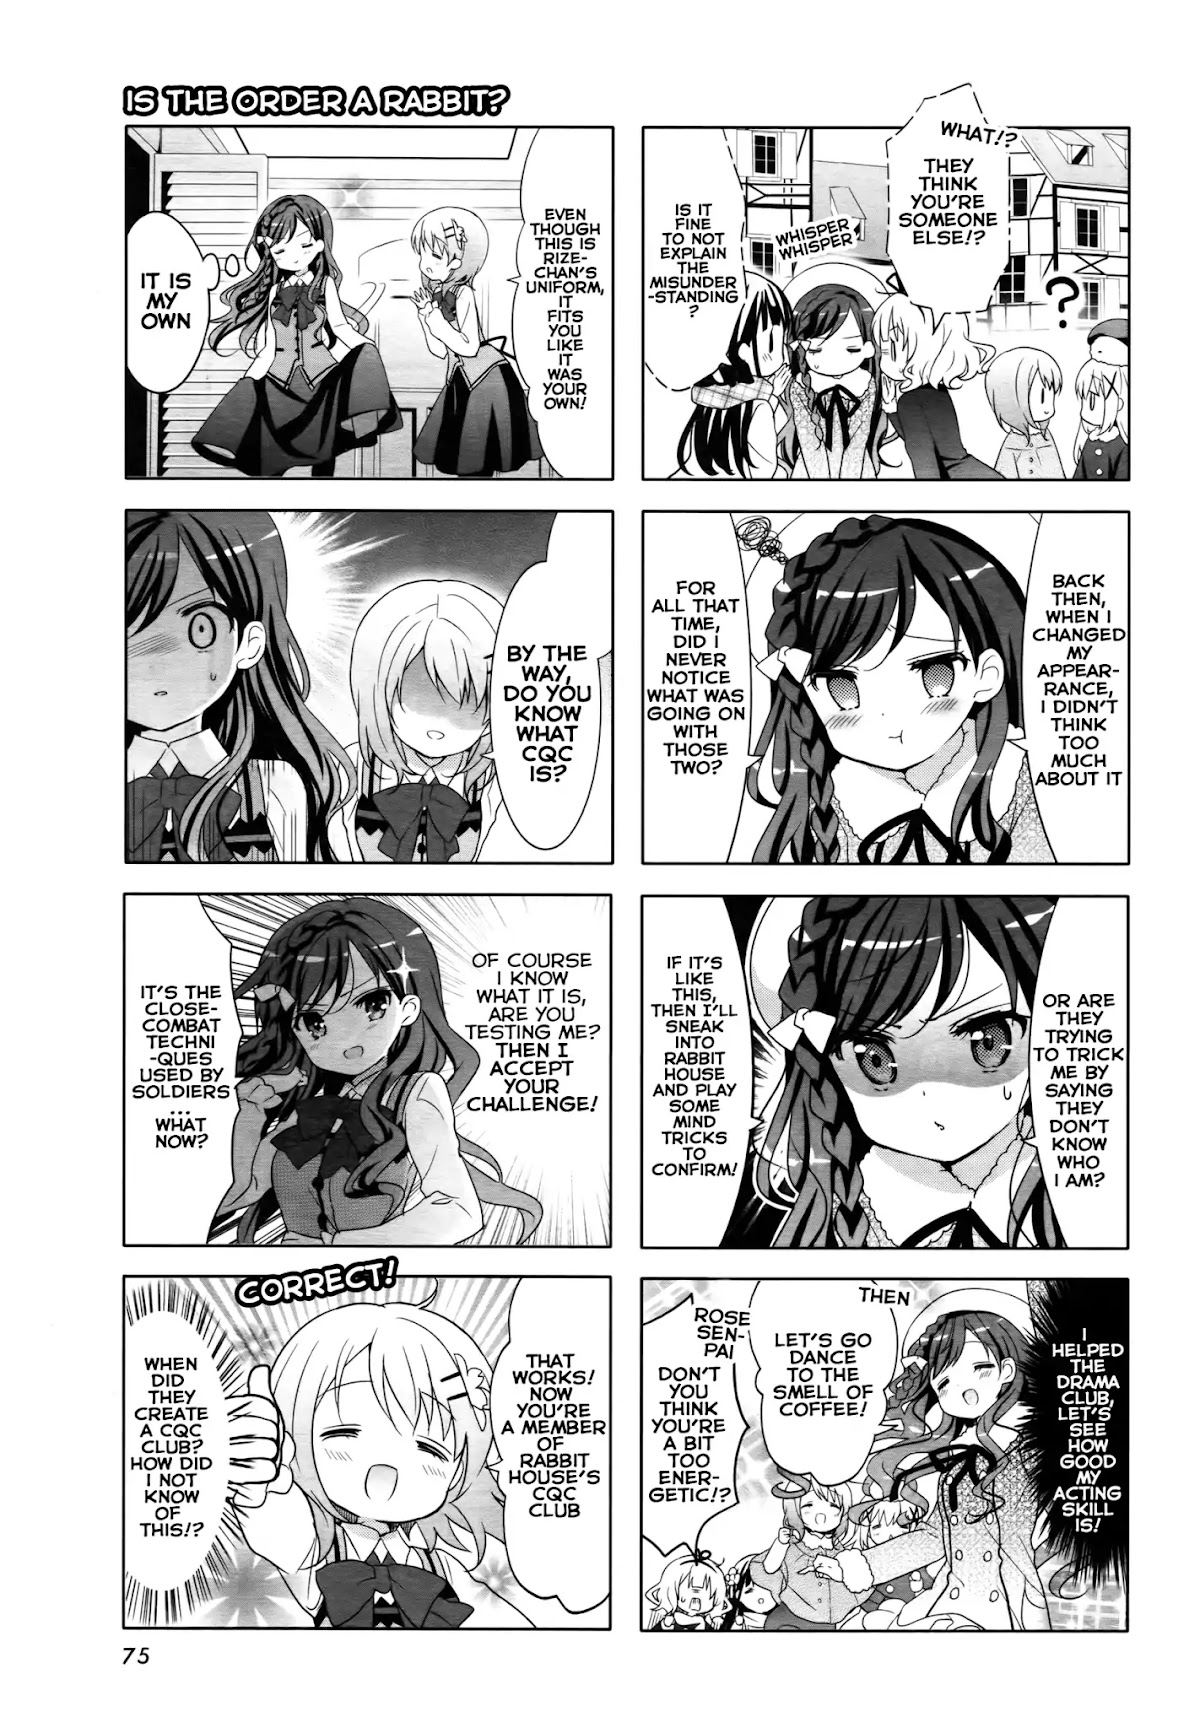 IS THE ORDER A RABBIT?
WHAT!?
THEY
THINK
YOU'RE
SOMEONE
ELSE!?
WHISPER
WHISPER
IS IT
FINE
TO NOT
EXPLAIN
THE
MISUNDER
-STANDING
?
?
BACK
THEN,
WHEN I
CHANGED
MY
APPEAR-
RANCE,
I DIDN'T
THINK
TOO
MUCH
ABOUT IT
FOR
ALL THAT
TIME,
DID I
NEVER
NOTICE
WHAT WAS
GOING ON
WITH
THOSE
TWO?
OR ARE
THEY
TRYING
TO TRICK
ME BY
SAYING
THEY
DON'T
KNOW
WHO
I AM?
IF IT'S
LIKE
THIS,
THEN I'LL
SNEAK
INTO
RABBIT
HOUSE
AND PLAY
SOME
MIND
TRICKS
TO
CONFIRM!
I
HELPED
THE
DRAMA
CLUB,
LET'S
SEE
HOW
GOOD
MY
ACTING
SKILL
IS!
THEN
LET'S GO
DANCE
TO THE
SMELL OF
COFFEE!
ROSE
SEN-
PAI
DON'T
YOU
THINK
YOU'RE
A BIT
TOO
ENER-
GETIC!?
EVEN
THOUGH
THIS IS
RIZE-
CHAN'S
UNIFORM,
IT
FITS
YOU
LIKE
IT
WAS
YOUR
OWN!
IT IS
MY
OWN
BY THE
WAY,
DO YOU
KNOW
WHAT
CQC
IS?
OF COURSE
I KNOW
WHAT IT IS,
ARE YOU
TESTING ME?
THEN I
ACCEPT
YOUR
CHALLENGE!
IT'S THE
CLOSE-
COMBAT
TECHNI
-QUES
USED BY
SOLDIERS
...
WHAT
NOW?
CORRECT!
THAT
WORKS!
NOW
YOU'RE
A MEMBER
OF
RABBIT
HOUSE'S
CQC
CLUB
WHEN
DID
THEY
CREATE
A CQC
CLUB?
HOW DID
I NOT
KNOW
OF
THIS!?
75